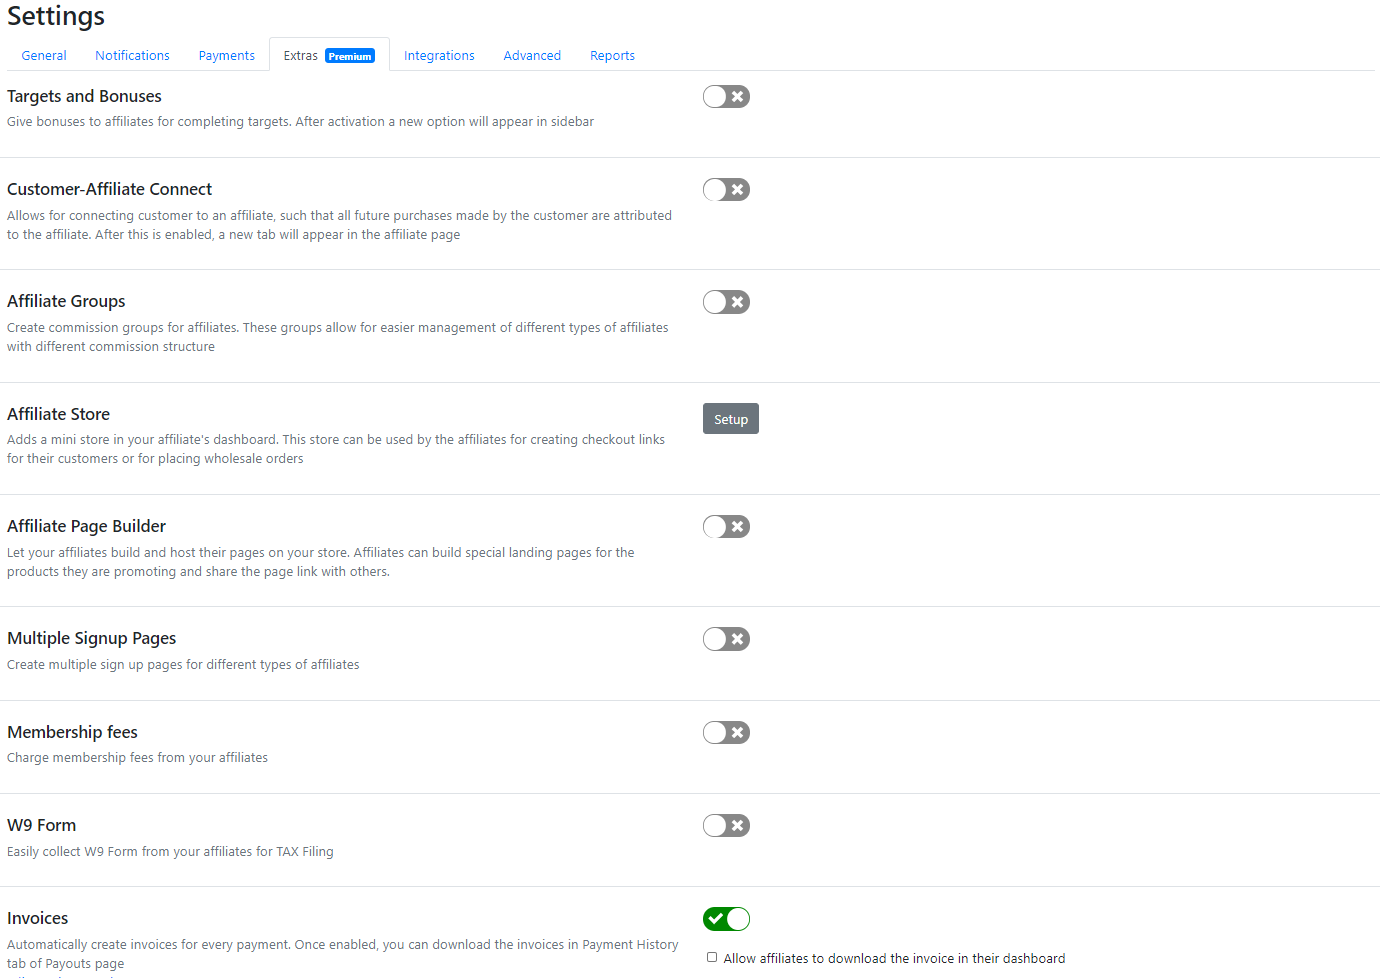 Settings
General Notifications Payments Extras Premium Integrations Advanced Reports
Targets and Bonuses
Give bonuses to affiliates for completing targets. After activation a new option will appear in sidebar
Customer-Affiliate Connect
Allows for connecting customer to an affiliate, such that all future purchases made by the customer are attributed
to the affiliate. After this is enabled, a new tab will appear in the affiliate page
Affiliate Groups
Create commission groups for affiliates. These groups allow for easier management of different types of affiliates
with different commission structure
Affiliate Store
Setup
Adds a mini store in your affiliate's dashboard. This store can be used by the affiliates for creating checkout links
for their customers or for placing wholesale orders
Affiliate Page Builder
Let your affiliates build and host their pages on your store. Affiliates can build special landing pages for the
products they are promoting and share the page link with others.
Multiple Signup Pages
Create multiple sign up pages for different types of affiliates
Membership fees
Charge membership fees from your affiliates
W9 Form
Easily collect W9 Form from your affiliates for TAX Filing
Invoices
Automatically create invoices for every payment. Once enabled, you can download the invoices in Payment History
tab of Payouts page
Allow affiliates to download the invoice in their dashboard